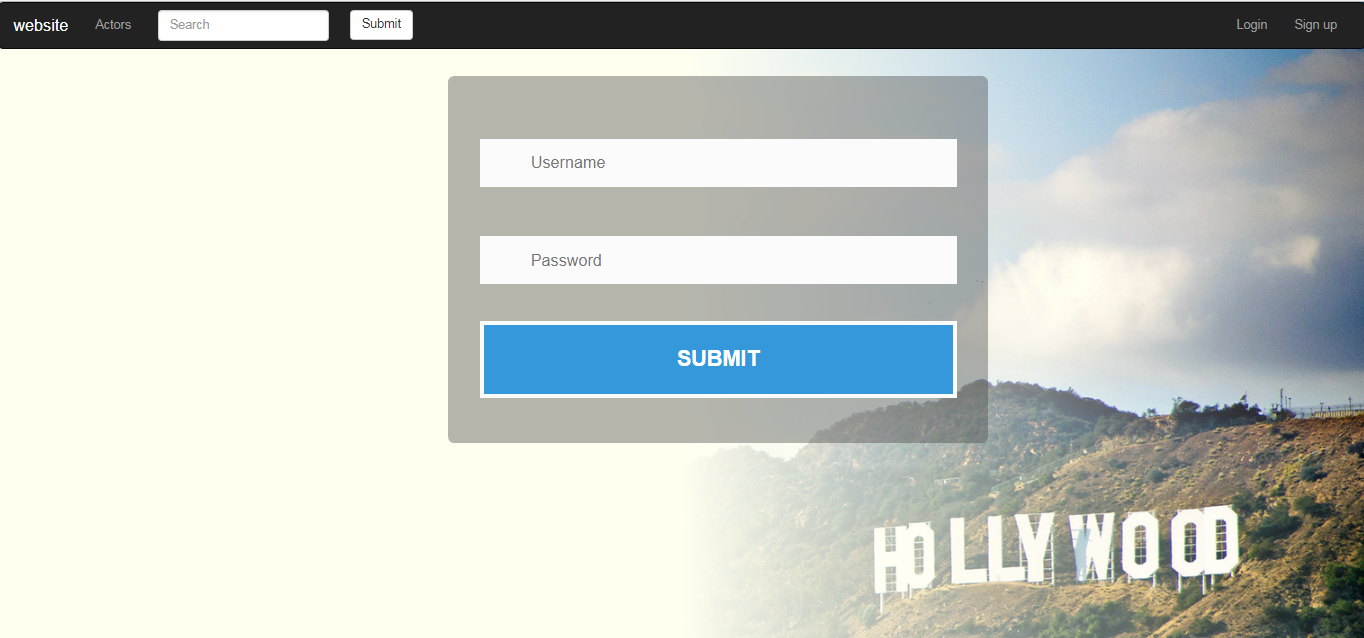 website Actors Search Submit Login Sign up
Username
Password
SUBMIT
HOLLYWOOD